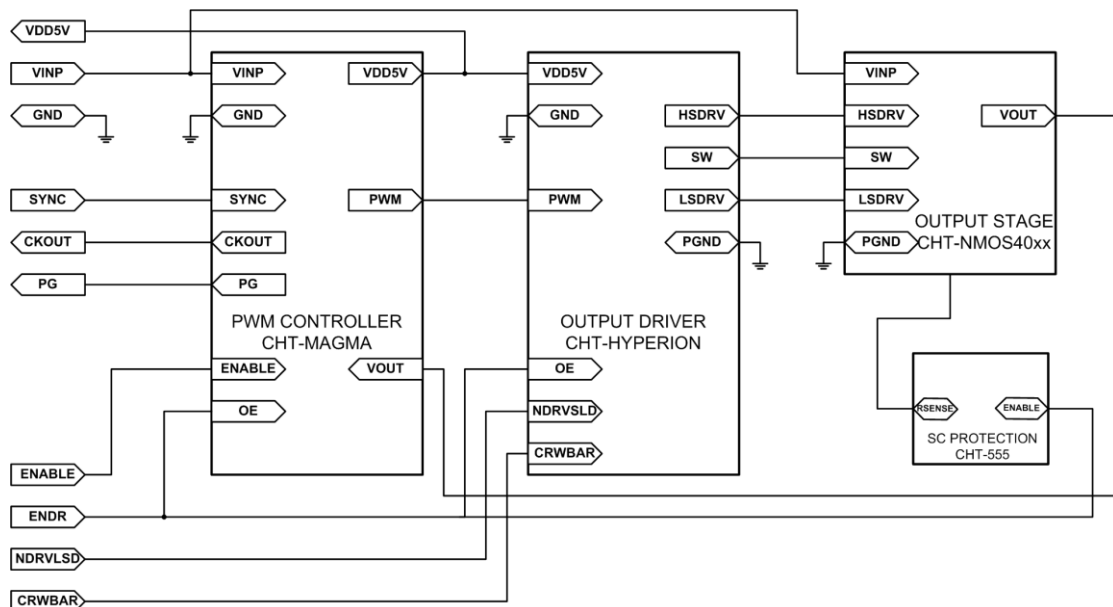 VDD5V
VINP
GND
SYNC
CKOUT
PG
ENABLE
ENDR
NDRVLSD
CRWBAR
VINP
GND
SYNC
CKOUT
PG
PWM CONTROLLER
CHT-MAGMA
ENABLE
OE
VDD5V
PWM
VOUT
VDD5V
GND
PWM
OUTPUT DRIVER
CHT-HYPERION
OE
NDRVSLD
CRWBAR
HSDRV
SW
LSDRV
PGND
VINP
HSDRV
SW
LSDRV
PGND
VOUT
OUTPUT STAGE
CHT-NMOS40xx
RSENSE
ENABLE
SC PROTECTION
CHT-555